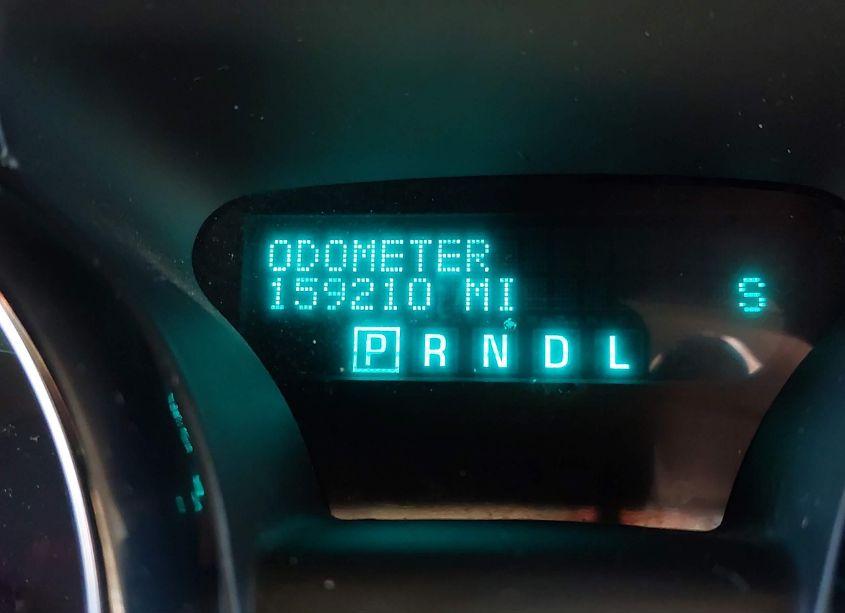 ODOMETER
159210 MI S
P R N D L